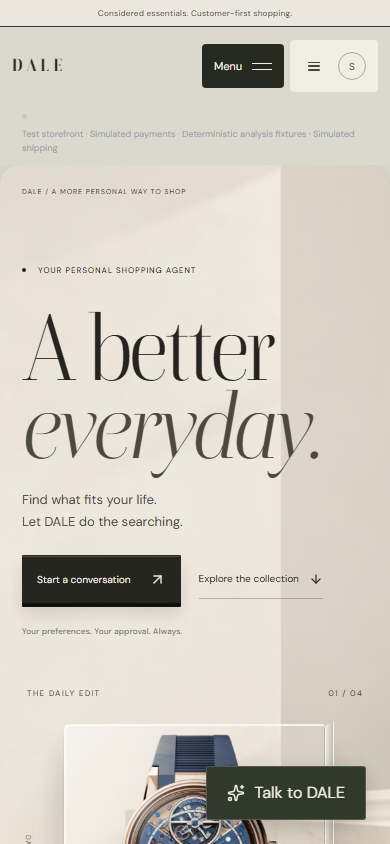 Considered essentials. Customer-first shopping.
DALE
Menu
S
Test storefront · Simulated payments · Deterministic analysis fixtures · Simulated
shipping
DALE / A MORE PERSONAL WAY TO SHOP
YOUR PERSONAL SHOPPING AGENT
A better
everyday.
Find what fits your life.
Let DALE do the searching.
Start a conversation
Explore the collection
Your preferences. Your approval. Always.
THE DAILY EDIT
01 / 04
Talk to DALE